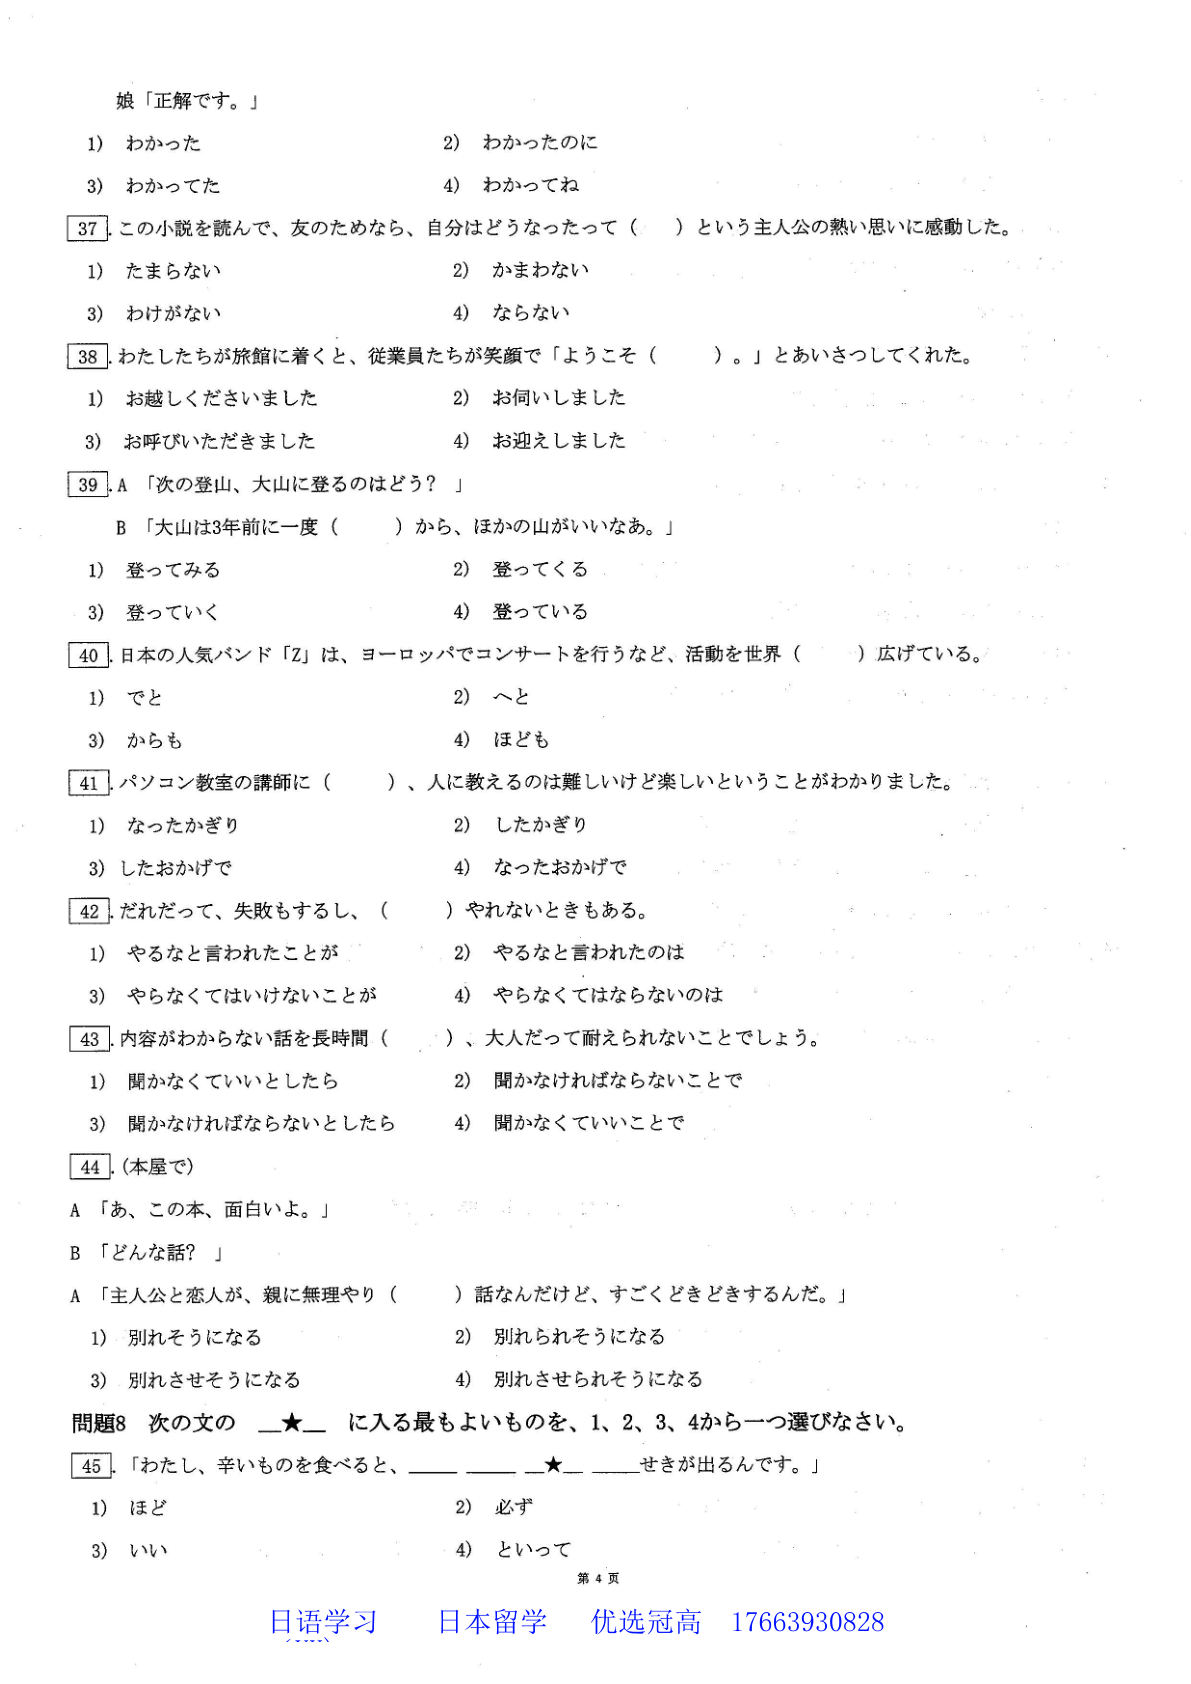 娘「正解です。」
1) わかった 2) わかったのに
3) わかってた 4) わかってね
37.この小説を読んで、友のためなら、自分はどうなったって（ ）という主人公の熱い思いに感動した。
1) たまらない 2) かまわない
3) わけがない 4) ならない
38.わたしたちが旅館に着くと、従業員たちが笑顔で「ようこそ（ ）。」とあいさつしてくれた。
1) お越しくださいました 2) お伺いしました
3) お呼びいただきました 4) お迎えしました
39.A 「次の登山、大山に登るのはどう? 」
B 「大山は3年前に一度（ ）から、ほかの山がいいなあ。」
1) 登ってみる 2) 登ってくる
3) 登っていく 4) 登っている
40.日本の人気バンド「Z」は、ヨーロッパでコンサートを行うなど、活動を世界（ ）広げている。
1) でと 2) へと
3) からも 4) ほども
41.パソコン教室の講師に（ ）、人に教えるのは難しいけど楽しいということがわかりました。
1) なったかぎり 2) したかぎり
3) したおかげで 4) なったおかげで
42.だれだって、失敗もするし、（ ）やれないときもある。
1) やるなと言われたことが 2) やるなと言われたのは
3) やらなくてはいけないことが 4) やらなくてはならないのは
43.内容がわからない話を長時間（ ）、大人だって耐えられないことでしょう。
1) 聞かなくていいとしたら 2) 聞かなければならないことで
3) 聞かなければならないとしたら 4) 聞かなくていいことで
44.(本屋で)
A 「あ、この本、面白いよ。」
B 「どんな話? 」
A 「主人公と恋人が、親に無理やり（ ）話なんだけど、すごくどきどきするんだ。」
1) 別れそうになる 2) 別れられそうになる
3) 別れさせそうになる 4) 別れさせられそうになる
問題8 次の文の __★__ に入る最もよいものを、1、2、3、4から一つ選びなさい。
45.「わたし、辛いものを食べると、_____ _____ __★__ _____せきが出るんです。」
1) ほど 2) 必ず
3) いい 4) といって
第 4 页
日语学习 日本留学 优选冠高 17663930828